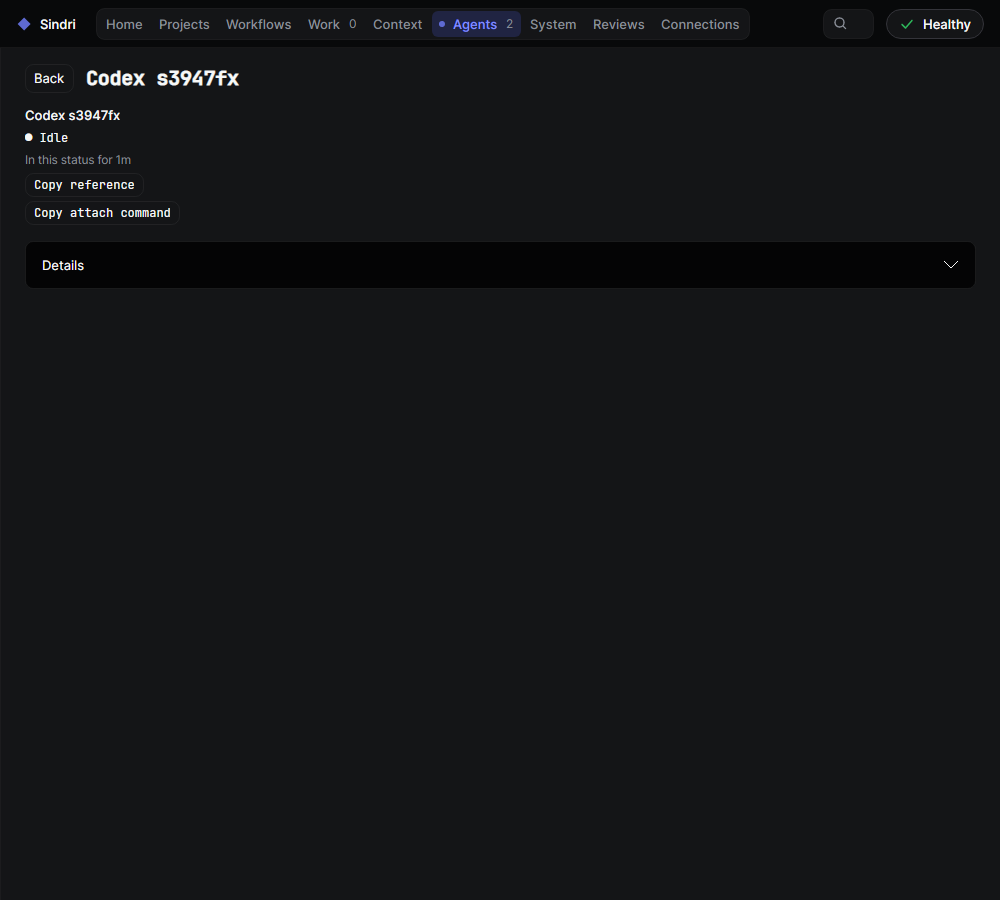 Sindri Home Projects Workflows Work 0 Context Agents 2 System Reviews Connections Healthy
Back Codex s3947fx
Codex s3947fx
Idle
In this status for 1m
Copy reference
Copy attach command
Details